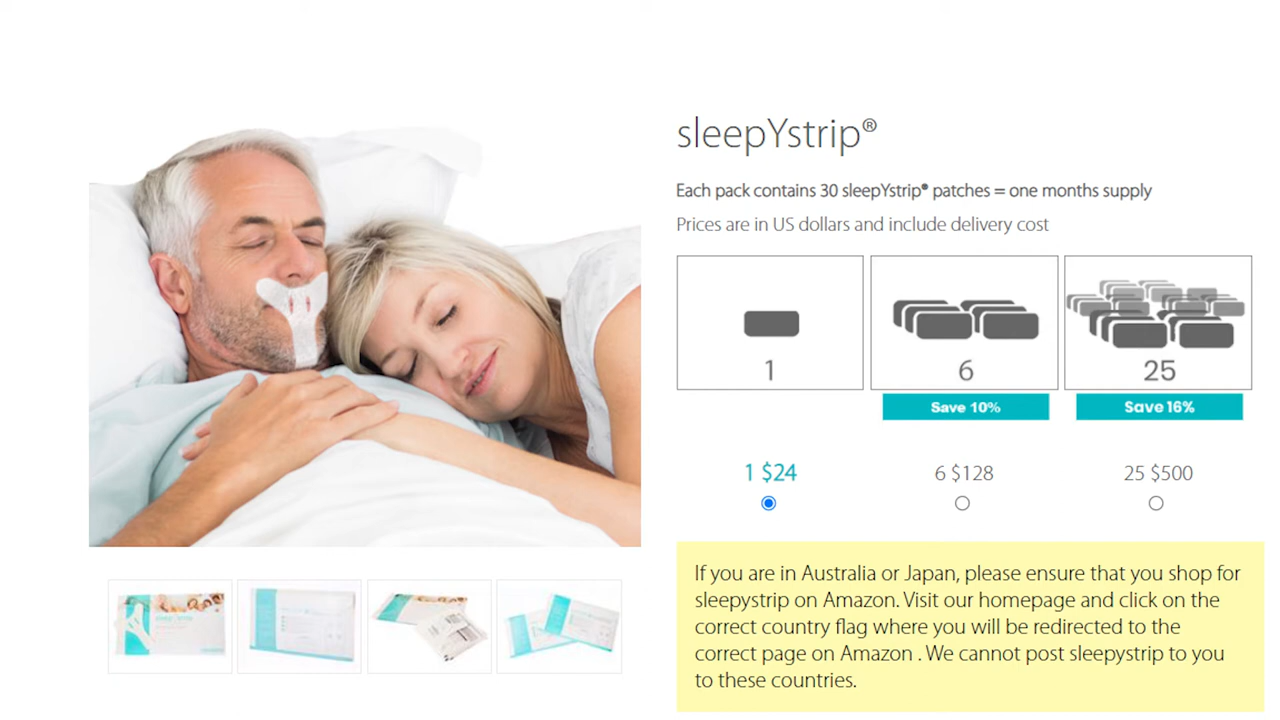 sleepYstrip®
Each pack contains 30 sleepYstrip® patches = one months supply
Prices are in US dollars and include delivery cost
1
6
25
Save 10%
Save 16%
1 $24
6 $128
25 $500
If you are in Australia or Japan, please ensure that you shop for
sleepystrip on Amazon. Visit our homepage and click on the
correct country flag where you will be redirected to the
correct page on Amazon . We cannot post sleepystrip to you
to these countries.